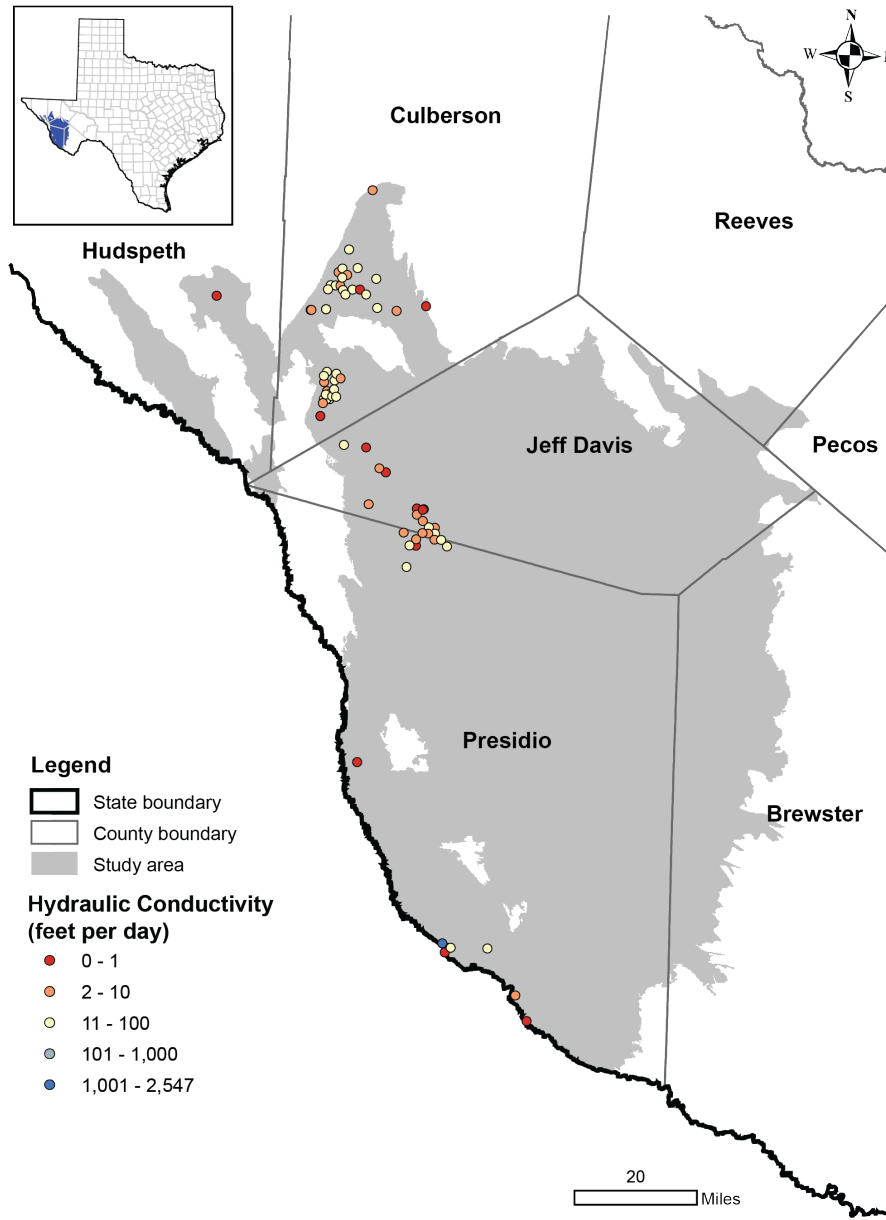 N
W
S
Culberson
Reeves
Hudspeth
Jeff Davis
Pecos
Presidio
Brewster
Legend
State boundary
County boundary
Study area
Hydraulic Conductivity
(feet per day)
0 - 1
2 - 10
11 - 100
101 - 1,000
1,001 - 2,547
20
Miles